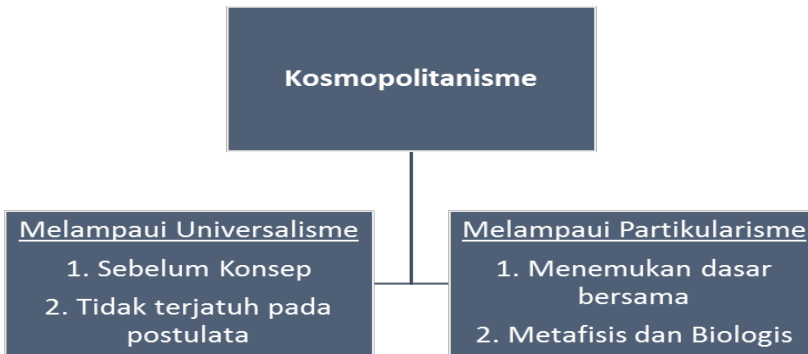 Kosmopolitanisme
Melampaui Universalisme
1. Sebelum Konsep
2. Tidak terjatuh pada
postulata
Melampaui Partikularisme
1. Menemukan dasar
bersama
2. Metafisis dan Biologis